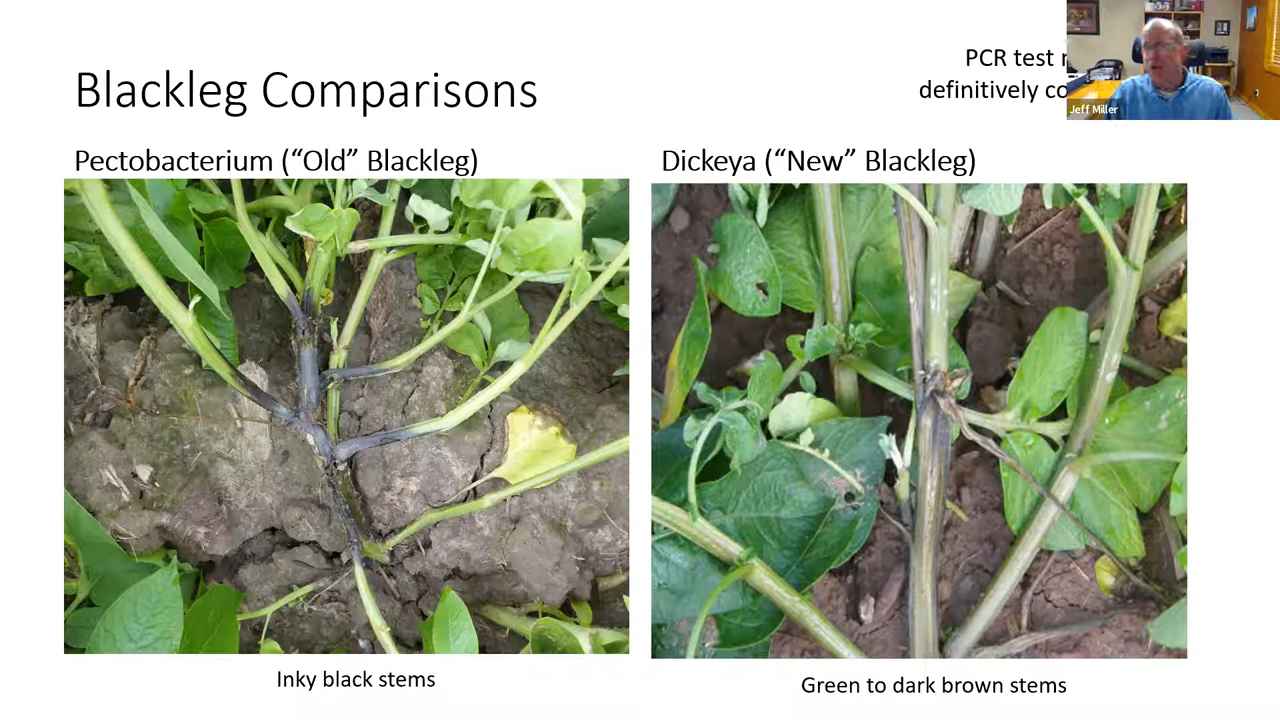 Blackleg Comparisons
PCR test
definitively
Jeff Miller
Pectobacterium (“Old” Blackleg)
Dickeya (“New” Blackleg)
Inky black stems
Green to dark brown stems